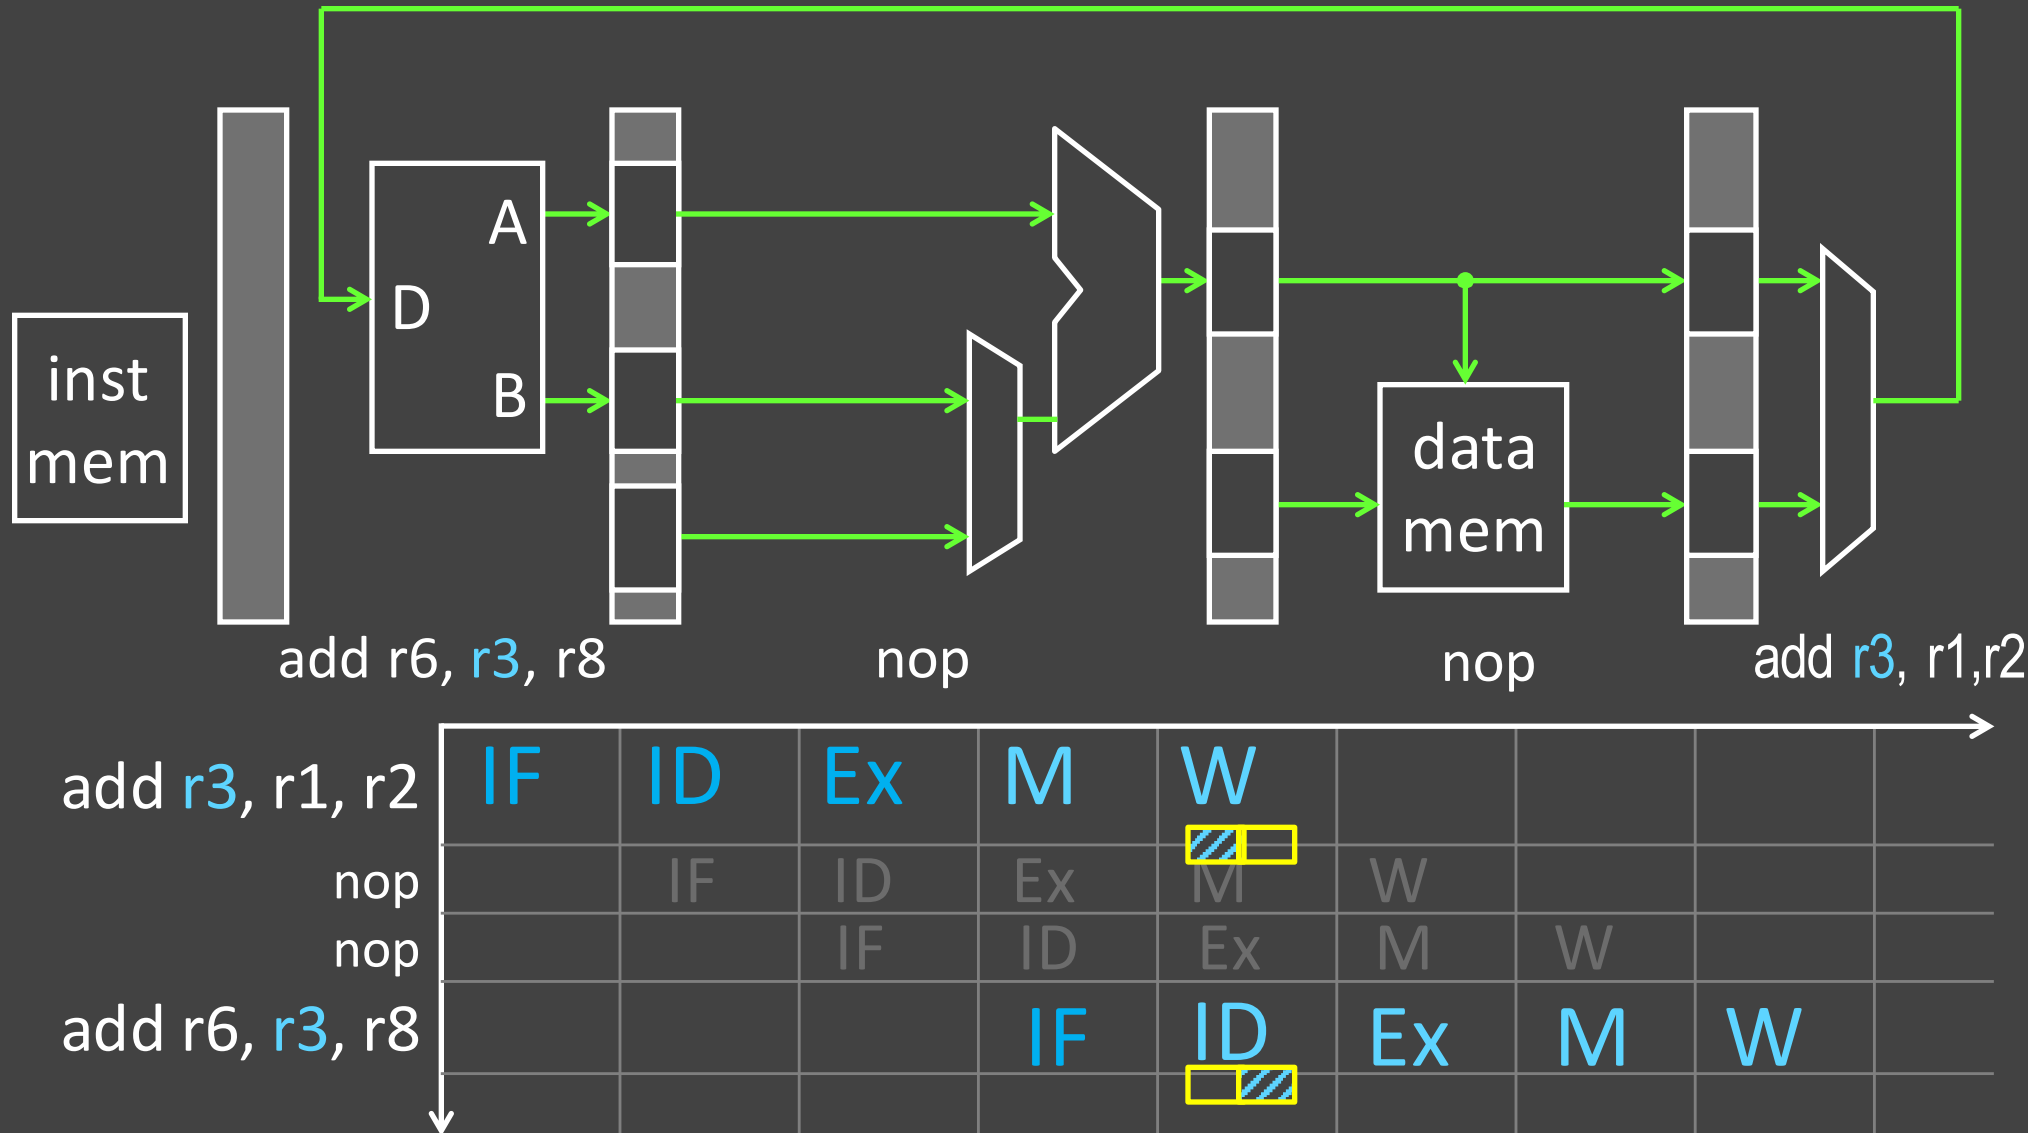 A
D
B
inst
mem
data
mem
add r6, r3, r8
nop
nop
add r3, r1,r2
add r3, r1, r2 IF ID Ex M W
nop IF ID Ex M W
nop IF ID Ex M W
add r6, r3, r8 IF ID Ex M W